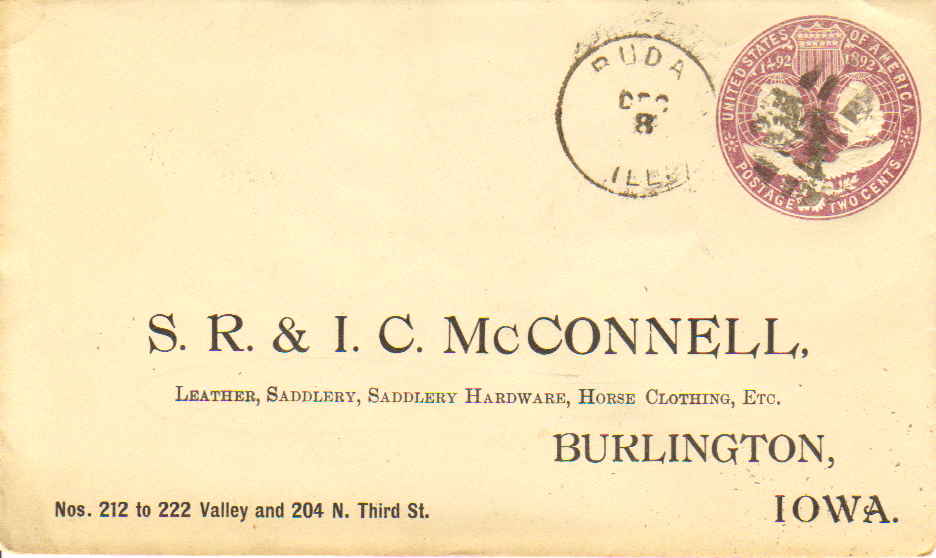 BUDA
DEC
8
ILLS
UNITED STATES OF AMERICA
1492 1892
POSTAGE TWO CENTS
S. R. & I. C. McCONNELL,
LEATHER, SADDLERY, SADDLERY HARDWARE, HORSE CLOTHING, ETC.
BURLINGTON,
IOWA.
Nos. 212 to 222 Valley and 204 N. Third St.